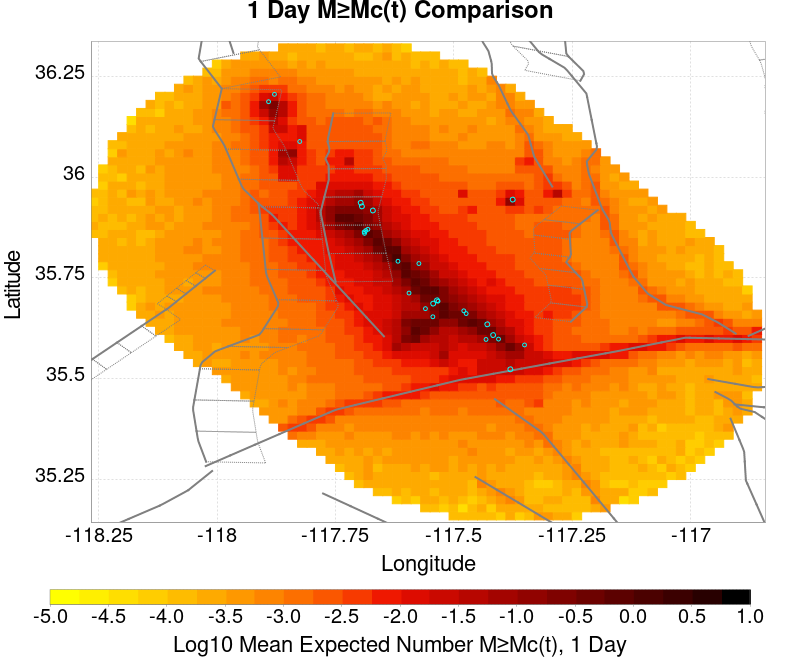 1 Day M≥Mc(t) Comparison
36.25
36
35.75
35.5
35.25
Latitude
-118.25 -118 -117.75 -117.5 -117.25 -117
Longitude
-5.0 -4.5 -4.0 -3.5 -3.0 -2.5 -2.0 -1.5 -1.0 -0.5 0.0 0.5 1.0
Log10 Mean Expected Number M≥Mc(t), 1 Day